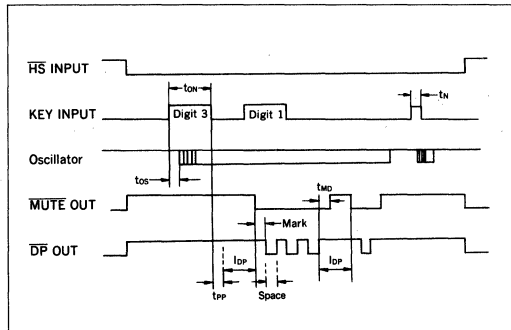 HS INPUT
tON
tN
KEY INPUT
Digit 3
Digit 1
Oscillator
tOS
tMD
MUTE OUT
Mark
DP OUT
IDP
IDP
tPP
Space